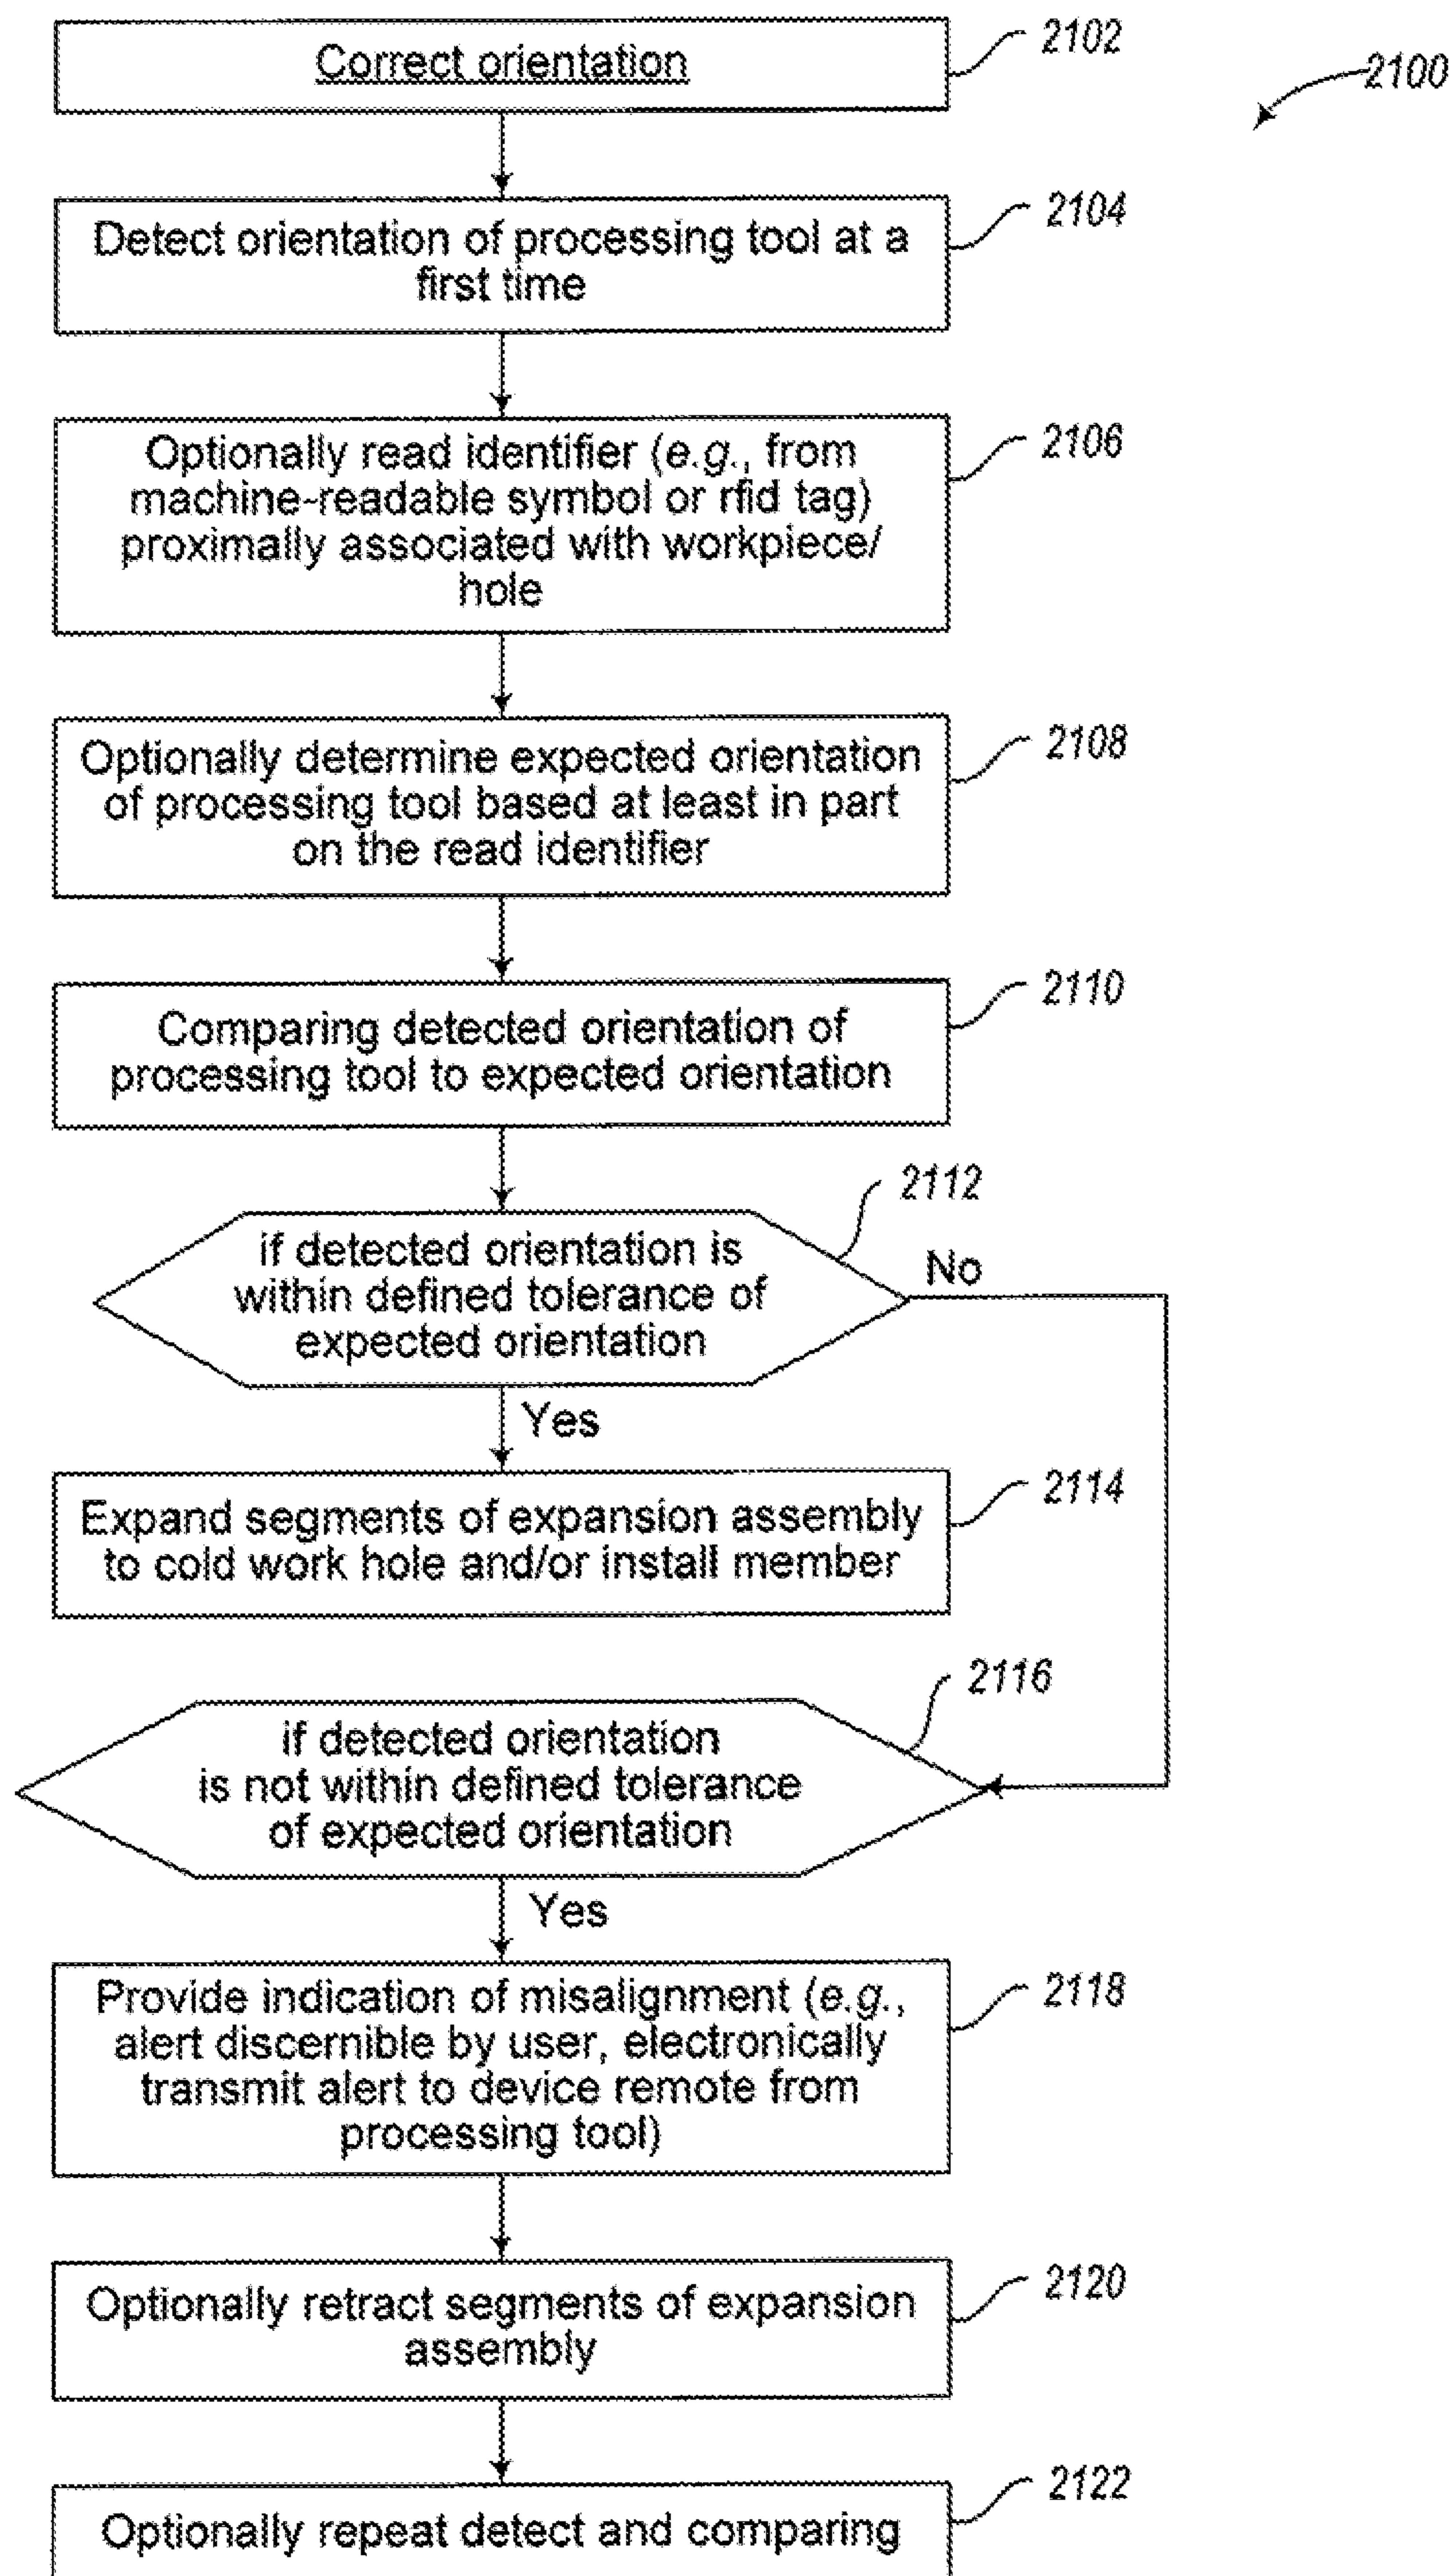 Correct orientation
2102
2100
Detect orientation of processing tool at a
first time
2104
Optionally read identifier (e.g., from
machine-readable symbol or rfid tag)
proximally associated with workpiece/
hole
2106
Optionally determine expected orientation
of processing tool based at least in part
on the read identifier
2108
Comparing detected orientation of
processing tool to expected orientation
2110
if detected orientation is
within defined tolerance of
expected orientation
2112
No
Yes
Expand segments of expansion assembly
to cold work hole and/or install member
2114
if detected orientation
is not within defined tolerance
of expected orientation
2116
Yes
Provide indication of misalignment (e.g.,
alert discernible by user, electronically
transmit alert to device remote from
processing tool)
2118
Optionally retract segments of expansion
assembly
2120
Optionally repeat detect and comparing
2122